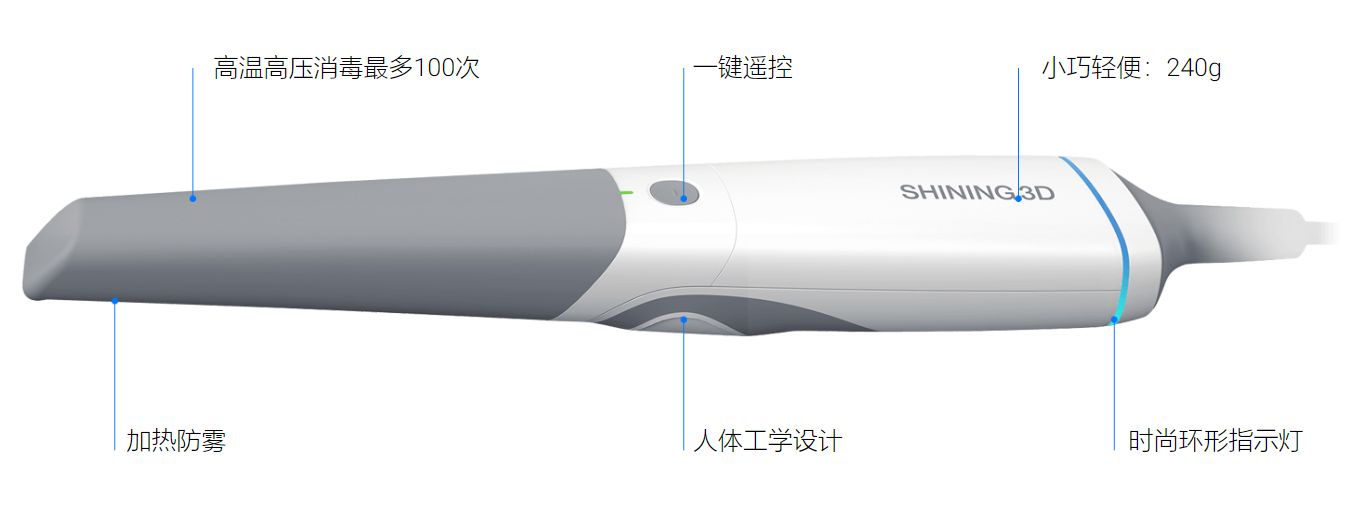 高温高压消毒最多100次
一键遥控
小巧轻便：240g
SHINING 3D
加热防雾
人体工学设计
时尚环形指示灯